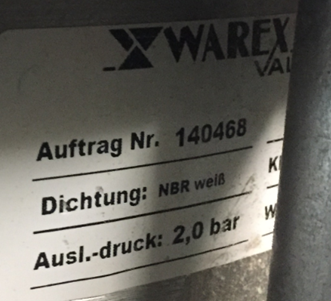 WAREX
VAL
Auftrag Nr. 140468
Dichtung: NBR weiß K
Ausl.-druck: 2,0 bar W